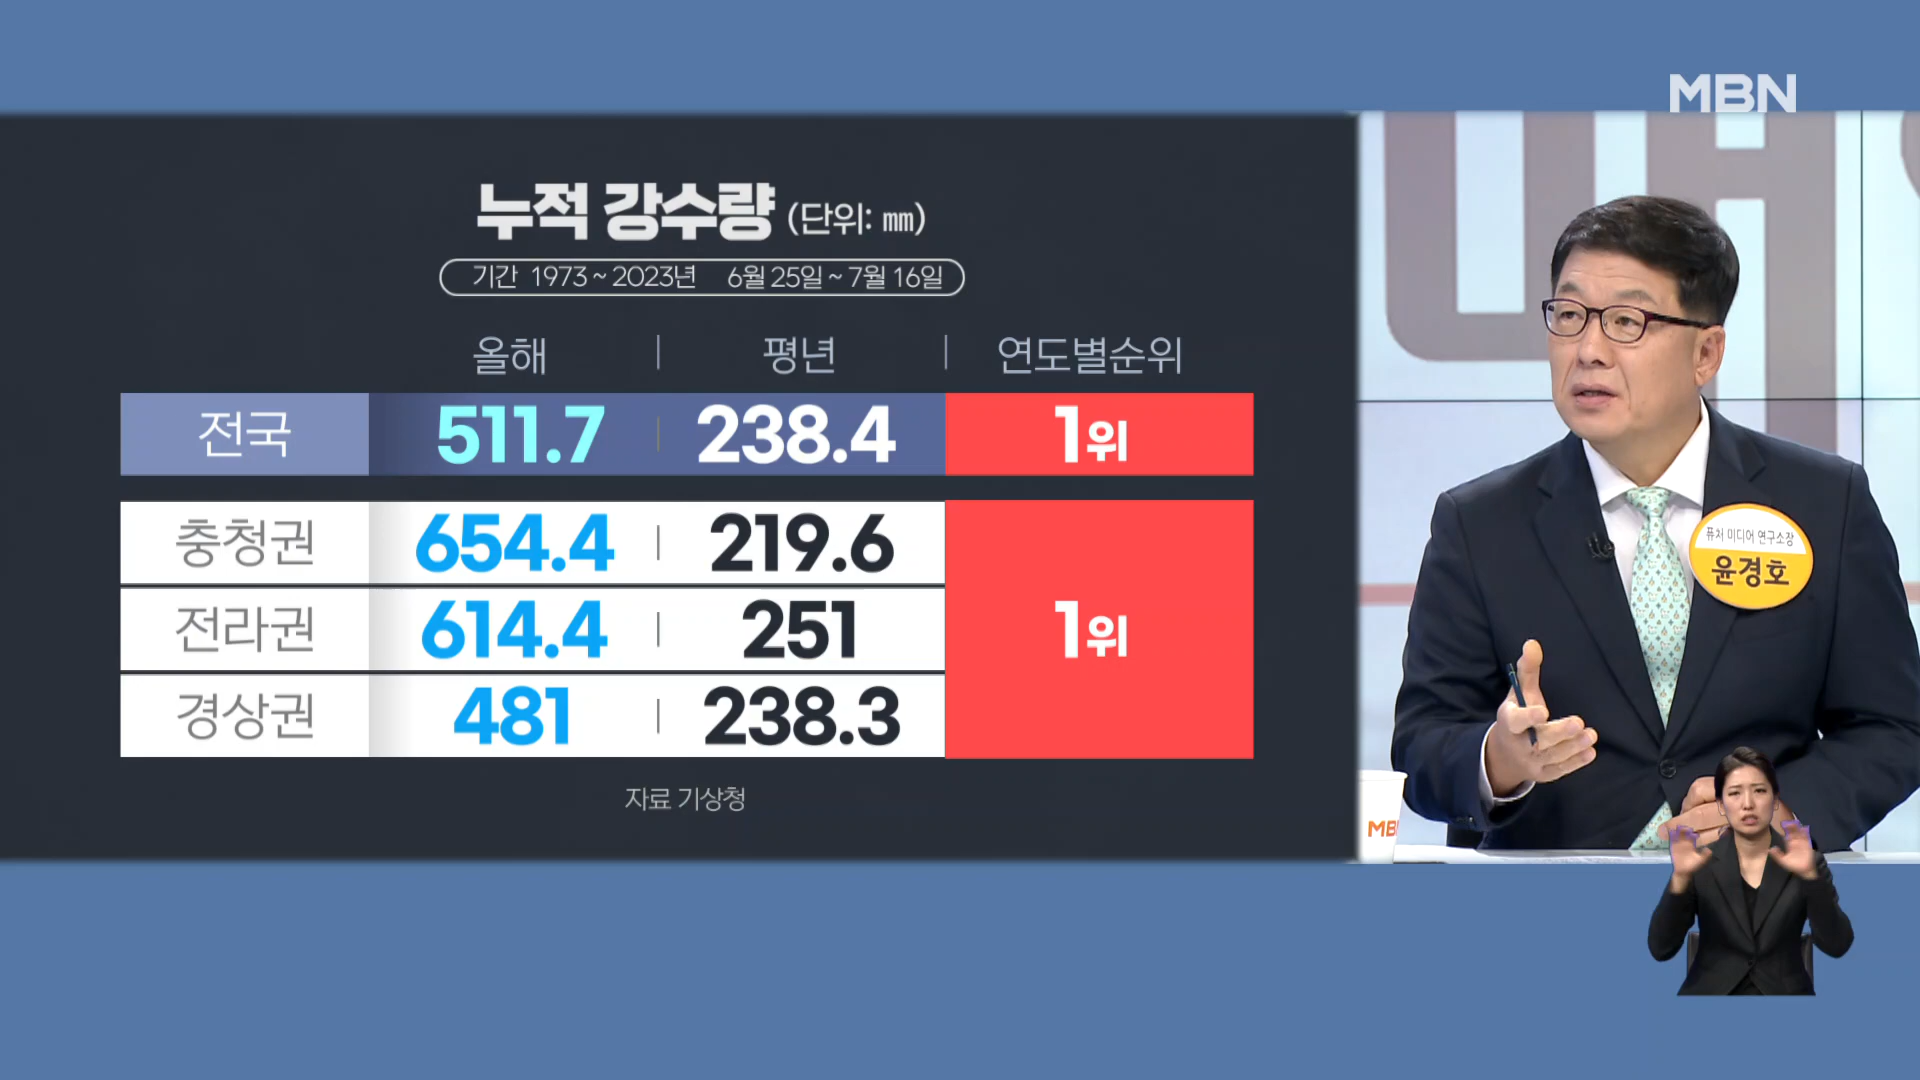 MBN
누적 강수량 (단위: ㎜)
기간 1973 ~ 2023년 6월 25일 ~ 7월 16일
올해 | 평년 | 연도별순위
전국 511.7 238.4 1위
충청권 654.4 219.6
전라권 614.4 251 1위
경상권 481 238.3
자료 기상청
퓨처 미디어 연구소장
윤경호
MB